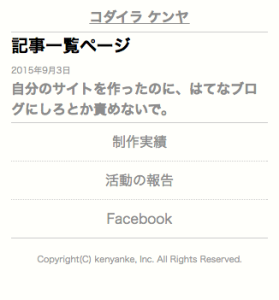 コダイラ ケンヤ
記事一覧ページ
2015年9月3日
自分のサイトを作ったのに、はてなブロ
グにしろとか責めないで。
制作実績
活動の報告
Facebook
Copyright(C) kenyanke, Inc. All Rights Reserved.